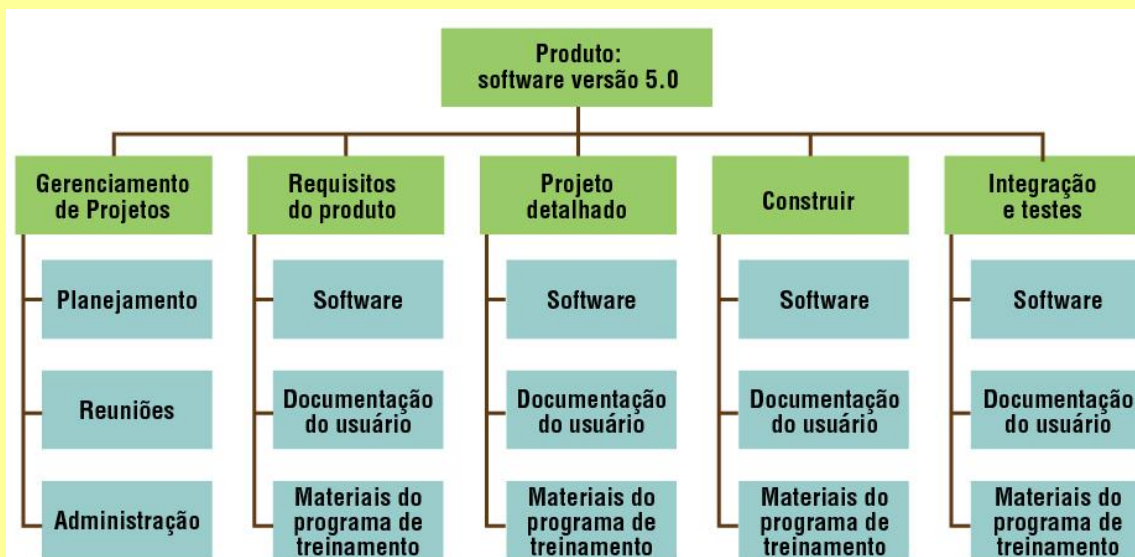 Produto:
software versão 5.0
Gerenciamento
de Projetos
Requisitos
do produto
Projeto
detalhado
Construir
Integração
e testes
Planejamento
Software
Software
Software
Software
Reuniões
Documentação
do usuário
Documentação
do usuário
Documentação
do usuário
Documentação
do usuário
Administração
Materiais do
programa de
treinamento
Materiais do
programa de
treinamento
Materiais do
programa de
treinamento
Materiais do
programa de
treinamento